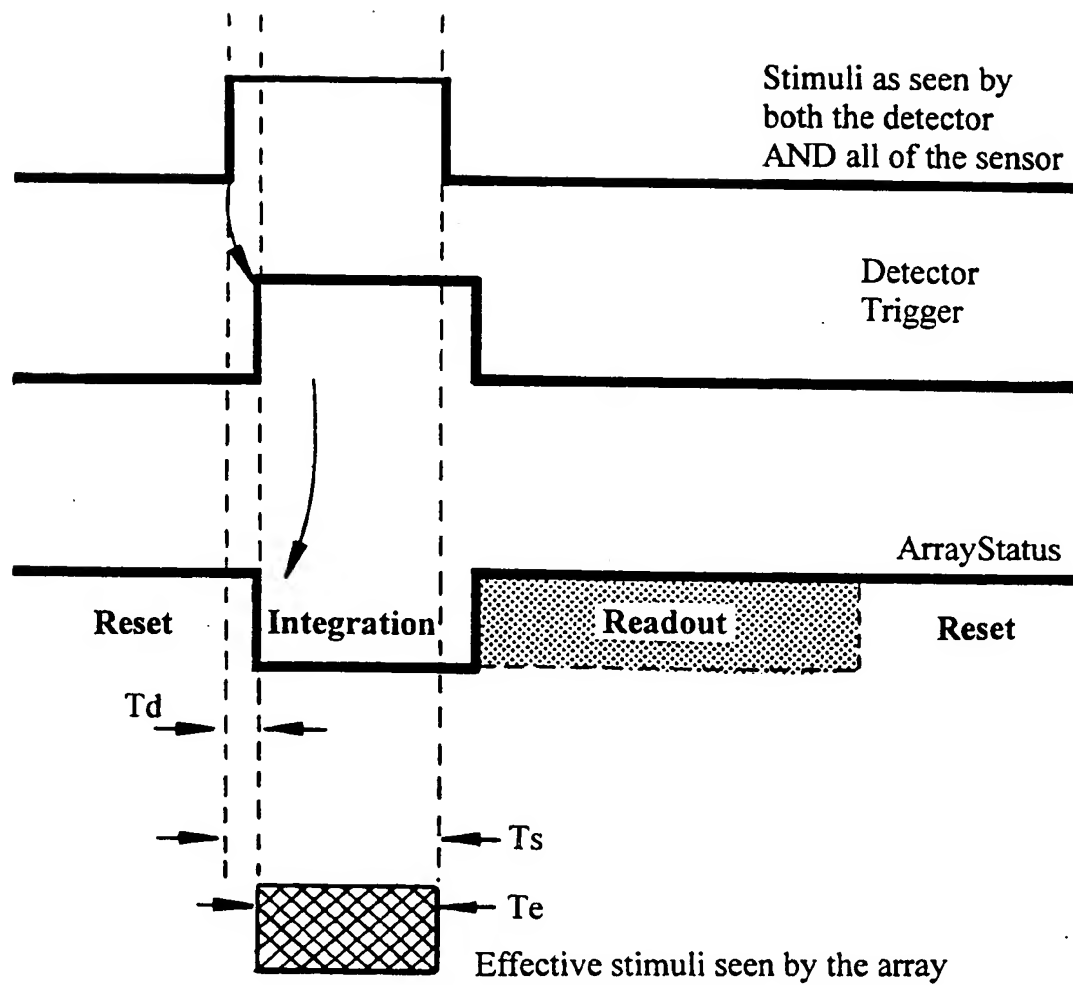 Stimuli as seen by
both the detector
AND all of the sensor
Detector
Trigger
ArrayStatus
Reset
Integration
Readout
Reset
Td
Ts
Te
Effective stimuli seen by the array